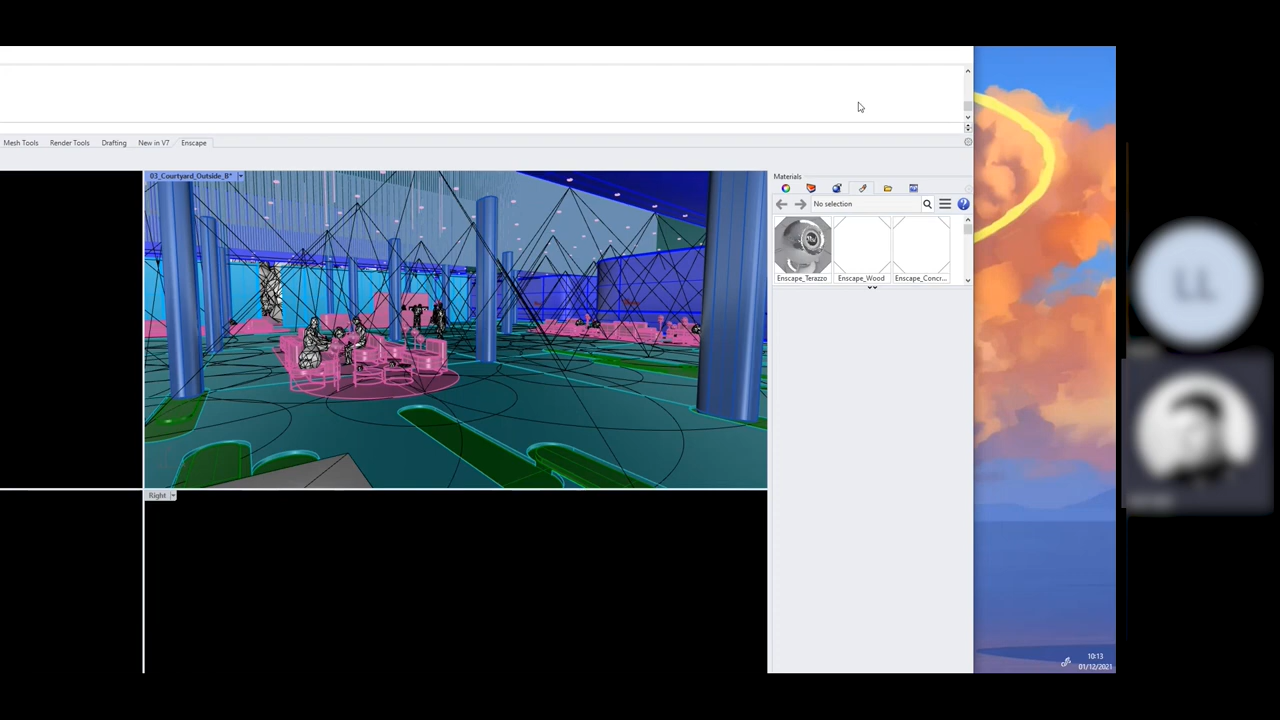 Mesh Tools Render Tools Drafting New in V7 Enscape
03_Courtyard_Outside_B*
Materials
No selection
Enscape_Terazzo Enscape_Wood Enscape_Concr...
Right
LL
10:13
01/12/2021